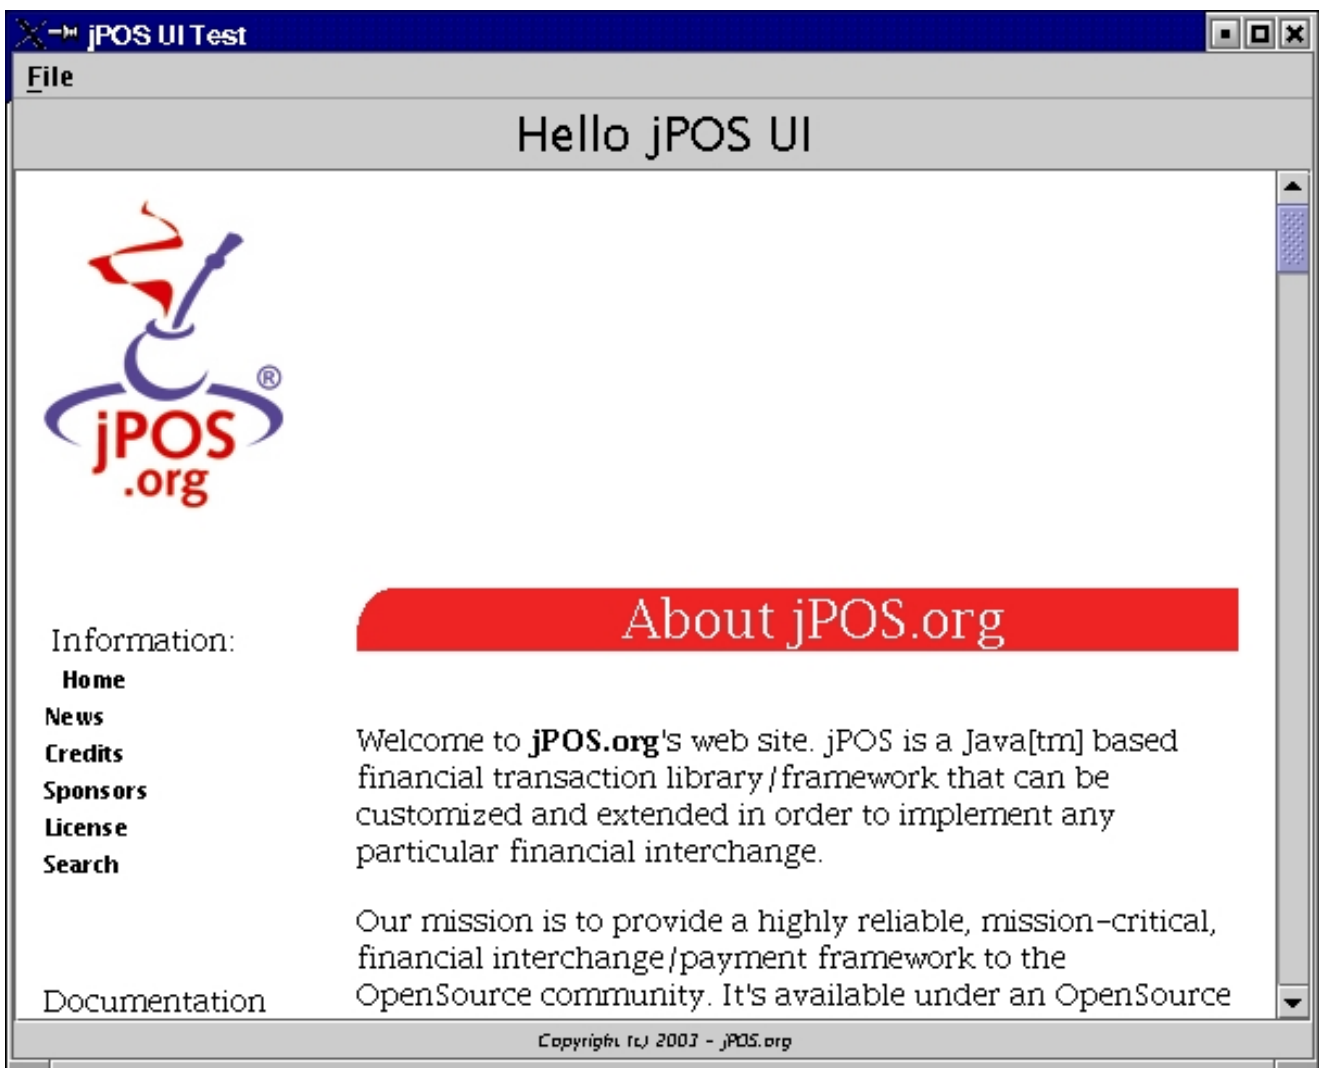 jPOS UI Test
File
Hello jPOS UI
®
jPOS
.org
About jPOS.org
Information:
Home
News
Credits
Sponsors
License
Search
Welcome to jPOS.org's web site. jPOS is a Java[tm] based
financial transaction library/framework that can be
customized and extended in order to implement any
particular financial interchange.
Our mission is to provide a highly reliable, mission-critical,
financial interchange/payment framework to the
OpenSource community. It's available under an OpenSource
Documentation
Copyright (c) 2003 - jPOS.org